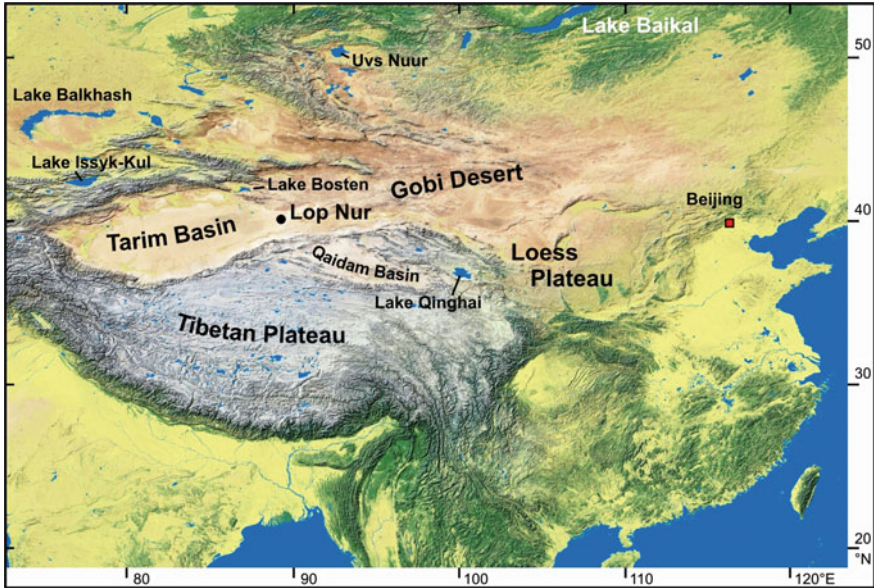 Lake Baikal
50
Uvs Nuur
Lake Balkhash
Lake Issyk-Kul
Lake Bosten
Gobi Desert
Beijing
Lop Nur
40
Tarim Basin
Loess
Plateau
Qaidam Basin
Lake Qinghai
Tibetan Plateau
30
20
°N
80
90
100
110
120°E